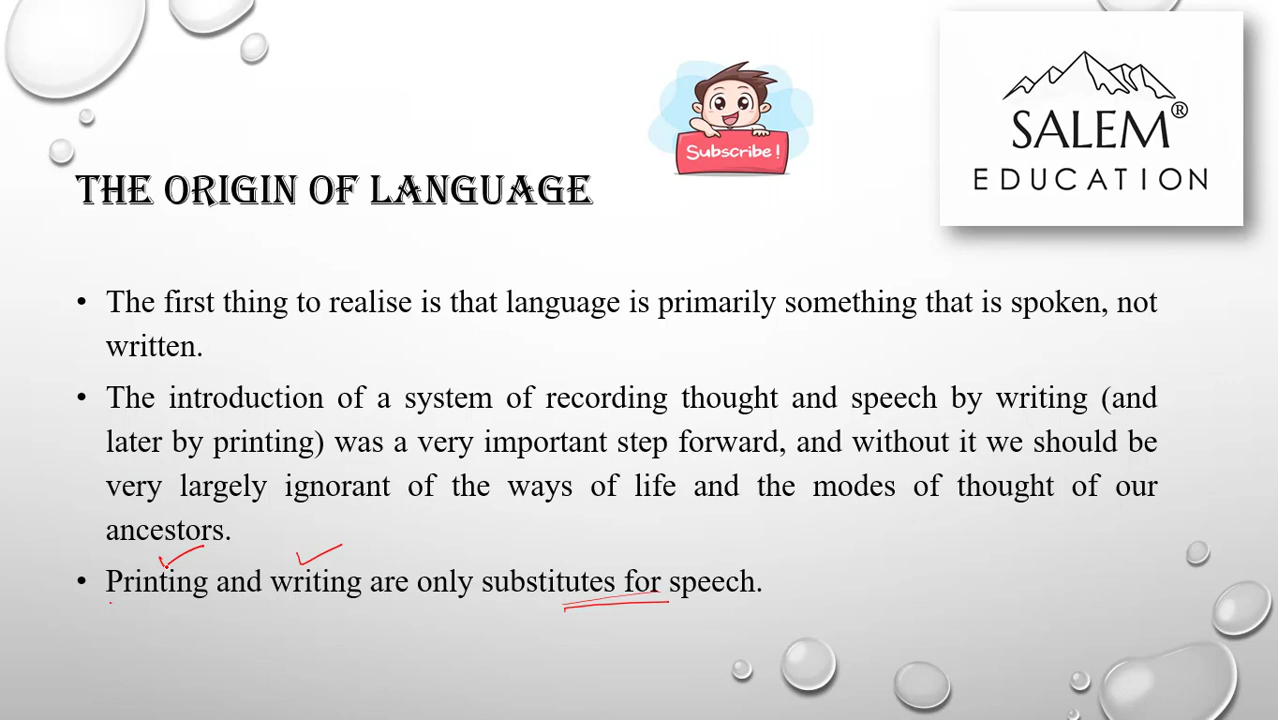 Subscribe !
SALEM®
EDUCATION
THE ORIGIN OF LANGUAGE
• The first thing to realise is that language is primarily something that is spoken, not
written.
• The introduction of a system of recording thought and speech by writing (and
later by printing) was a very important step forward, and without it we should be
very largely ignorant of the ways of life and the modes of thought of our
ancestors.
• Printing and writing are only substitutes for speech.